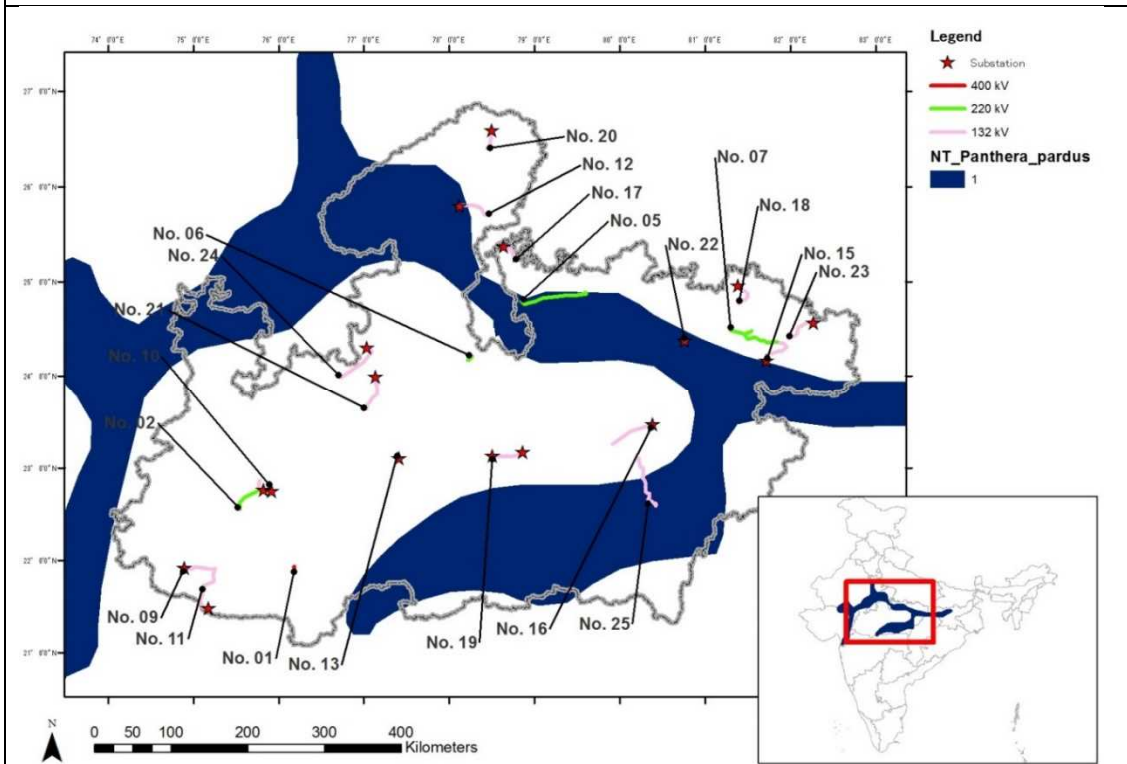 74°0'0"E 75°0'0"E 76°0'0"E 77°0'0"E 78°0'0"E 79°0'0"E 80°0'0"E 81°0'0"E 82°0'0"E 83°0'0"E
Legend
Substation
400 kV
220 kV
132 kV
NT_Panthera_pardus
1
27°0'0"N
26°0'0"N
25°0'0"N
24°0'0"N
23°0'0"N
22°0'0"N
21°0'0"N
No. 20
No. 12
No. 07
No. 17
No. 18
No. 05
No. 06
No. 22
No. 15
No. 24
No. 23
No. 21
No. 10
No. 02
No. 09
No. 11
No. 01
No. 13
No. 19
No. 16
No. 25
N
0 50 100 200 300 400
Kilometers